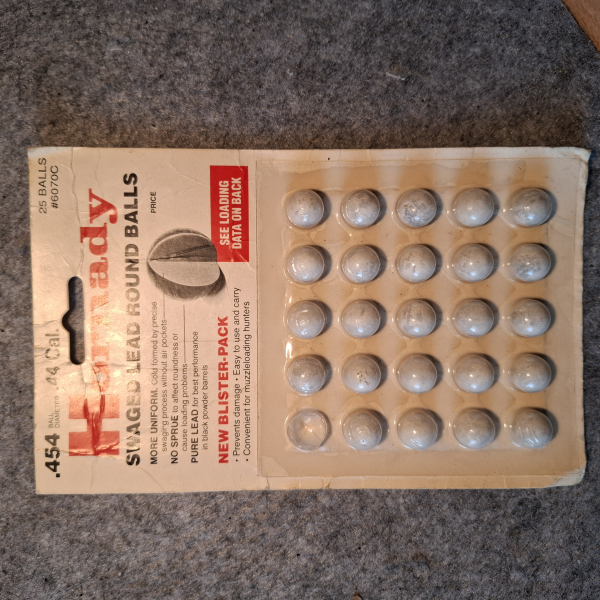 25 BALLS
#6070C
.454 BALL DIAMETER 44 Cal.
Hornady
SWAGED LEAD ROUND BALLS
PRICE
MORE UNIFORM. Cold formed by precise
swaging process without air pockets
NO SPRUE to affect roundness or
cause loading problems
PURE LEAD for best performance
in black powder barrels
SEE LOADING
DATA ON BACK
NEW BLISTER-PACK
• Prevents damage • Easy to use and carry
• Convenient for muzzleloading hunters